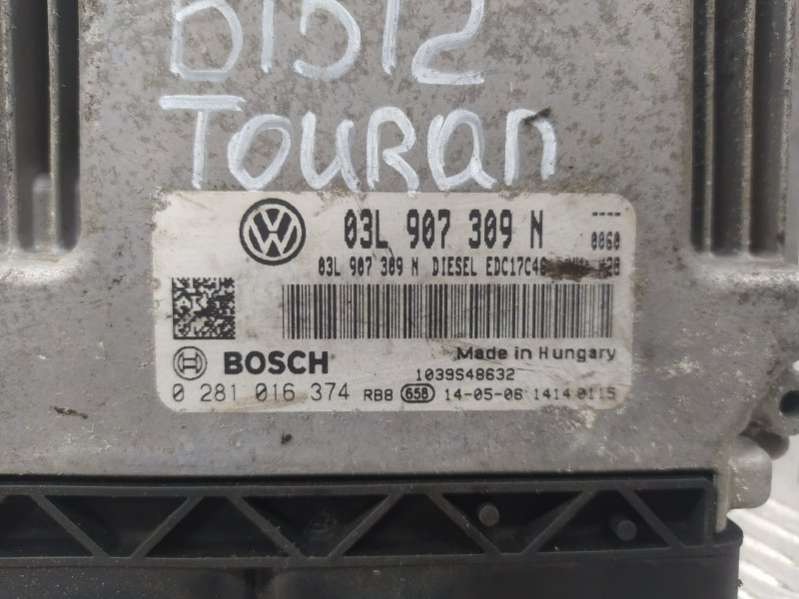 D1512
TOURAN
03L 907 309 N ----
0060
03L 907 309 N DIESEL EDC17C46 H28
BOSCH Made in Hungary
1039S48632
0 281 016 374 RB8 658 14-05-06 1414 0115